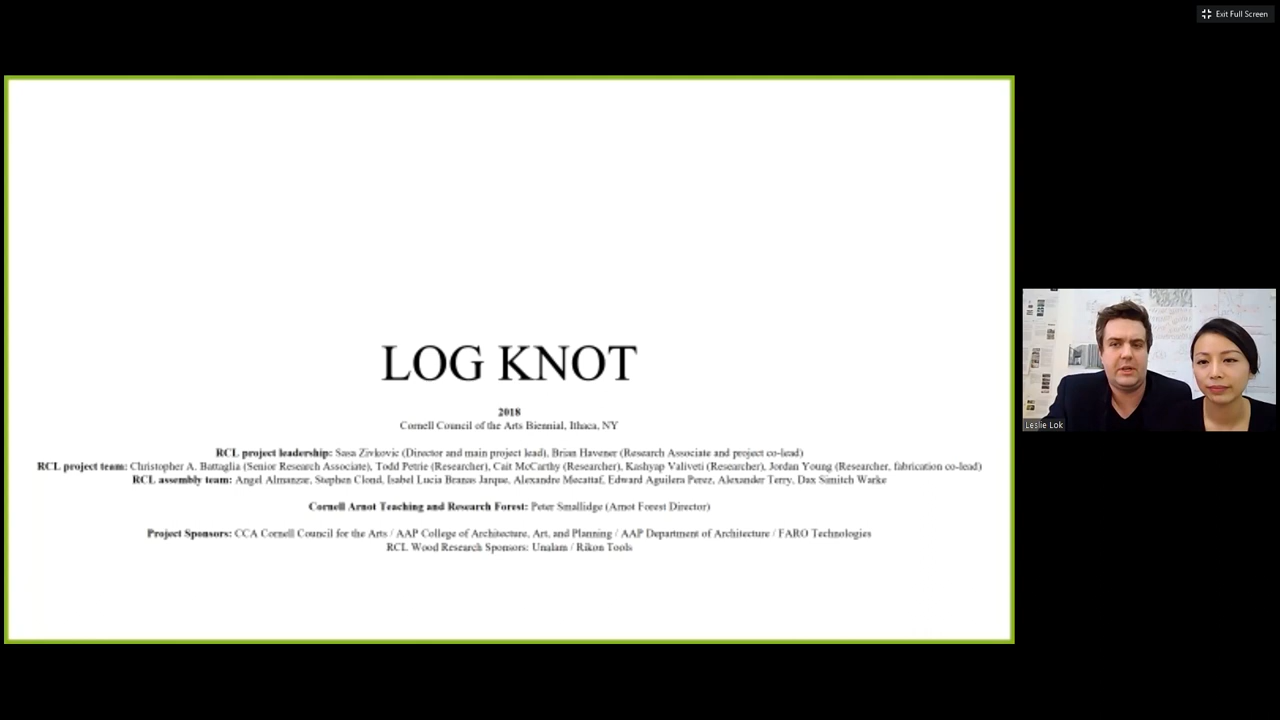 Exit Full Screen
LOG KNOT
2018
Cornell Council of the Arts Biennial, Ithaca, NY
RCL project leadership: Sasa Zivkovic (Director and main project lead), Brian Havener (Research Associate and project co-lead)
RCL project team: Christopher A. Battaglia (Senior Research Associate), Todd Petrie (Researcher), Cait McCarthy (Researcher), Kashyap Valiveti (Researcher), Jordan Young (Researcher, fabrication co-lead)
RCL assembly team: Angel Almanzar, Stephen Clond, Isabel Lucia Branas Jarque, Alexandre Mecattaf, Edward Aguilera Perez, Alexander Terry, Dax Simitch Warke
Cornell Arnot Teaching and Research Forest: Peter Smallidge (Arnot Forest Director)
Project Sponsors: CCA Cornell Council for the Arts / AAP College of Architecture, Art, and Planning / AAP Department of Architecture / FARO Technologies
RCL Wood Research Sponsors: Unalam / Rikon Tools
Leslie Lok